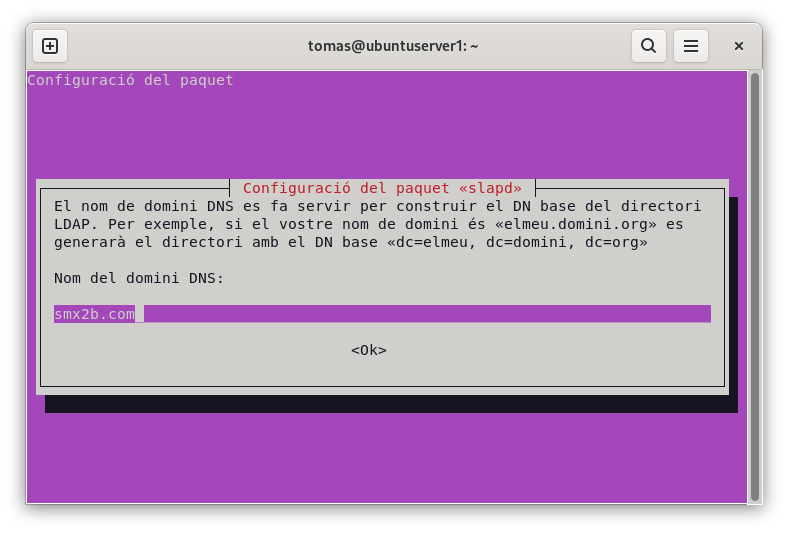 tomas@ubuntuserver1: ~
Configuració del paquet
Configuració del paquet «slapd»
El nom de domini DNS es fa servir per construir el DN base del directori
LDAP. Per exemple, si el vostre nom de domini és «elmeu.domini.org» es
generarà el directori amb el DN base «dc=elmeu, dc=domini, dc=org»
Nom del domini DNS:
smx2b.com
<Ok>